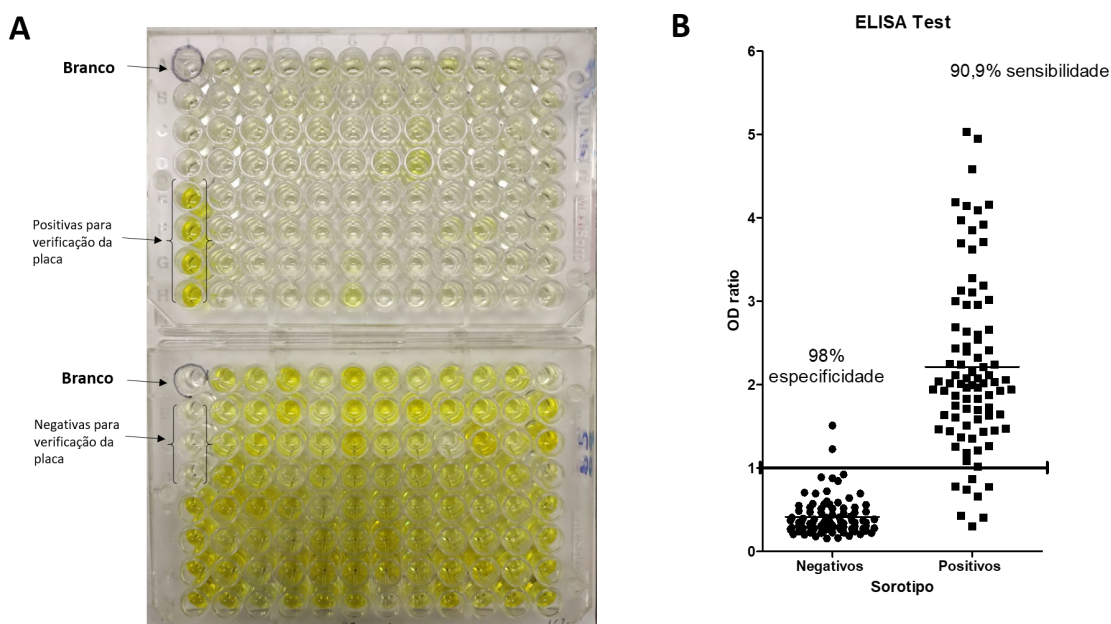 A
Branco
Positivas para
verificação da
placa
Branco
Negativas para
verificação da
placa
B
ELISA Test
90,9% sensibilidade
98%
especificidade
OD ratio
6
5
4
3
2
1
0
Negativos
Positivos
Sorotipo